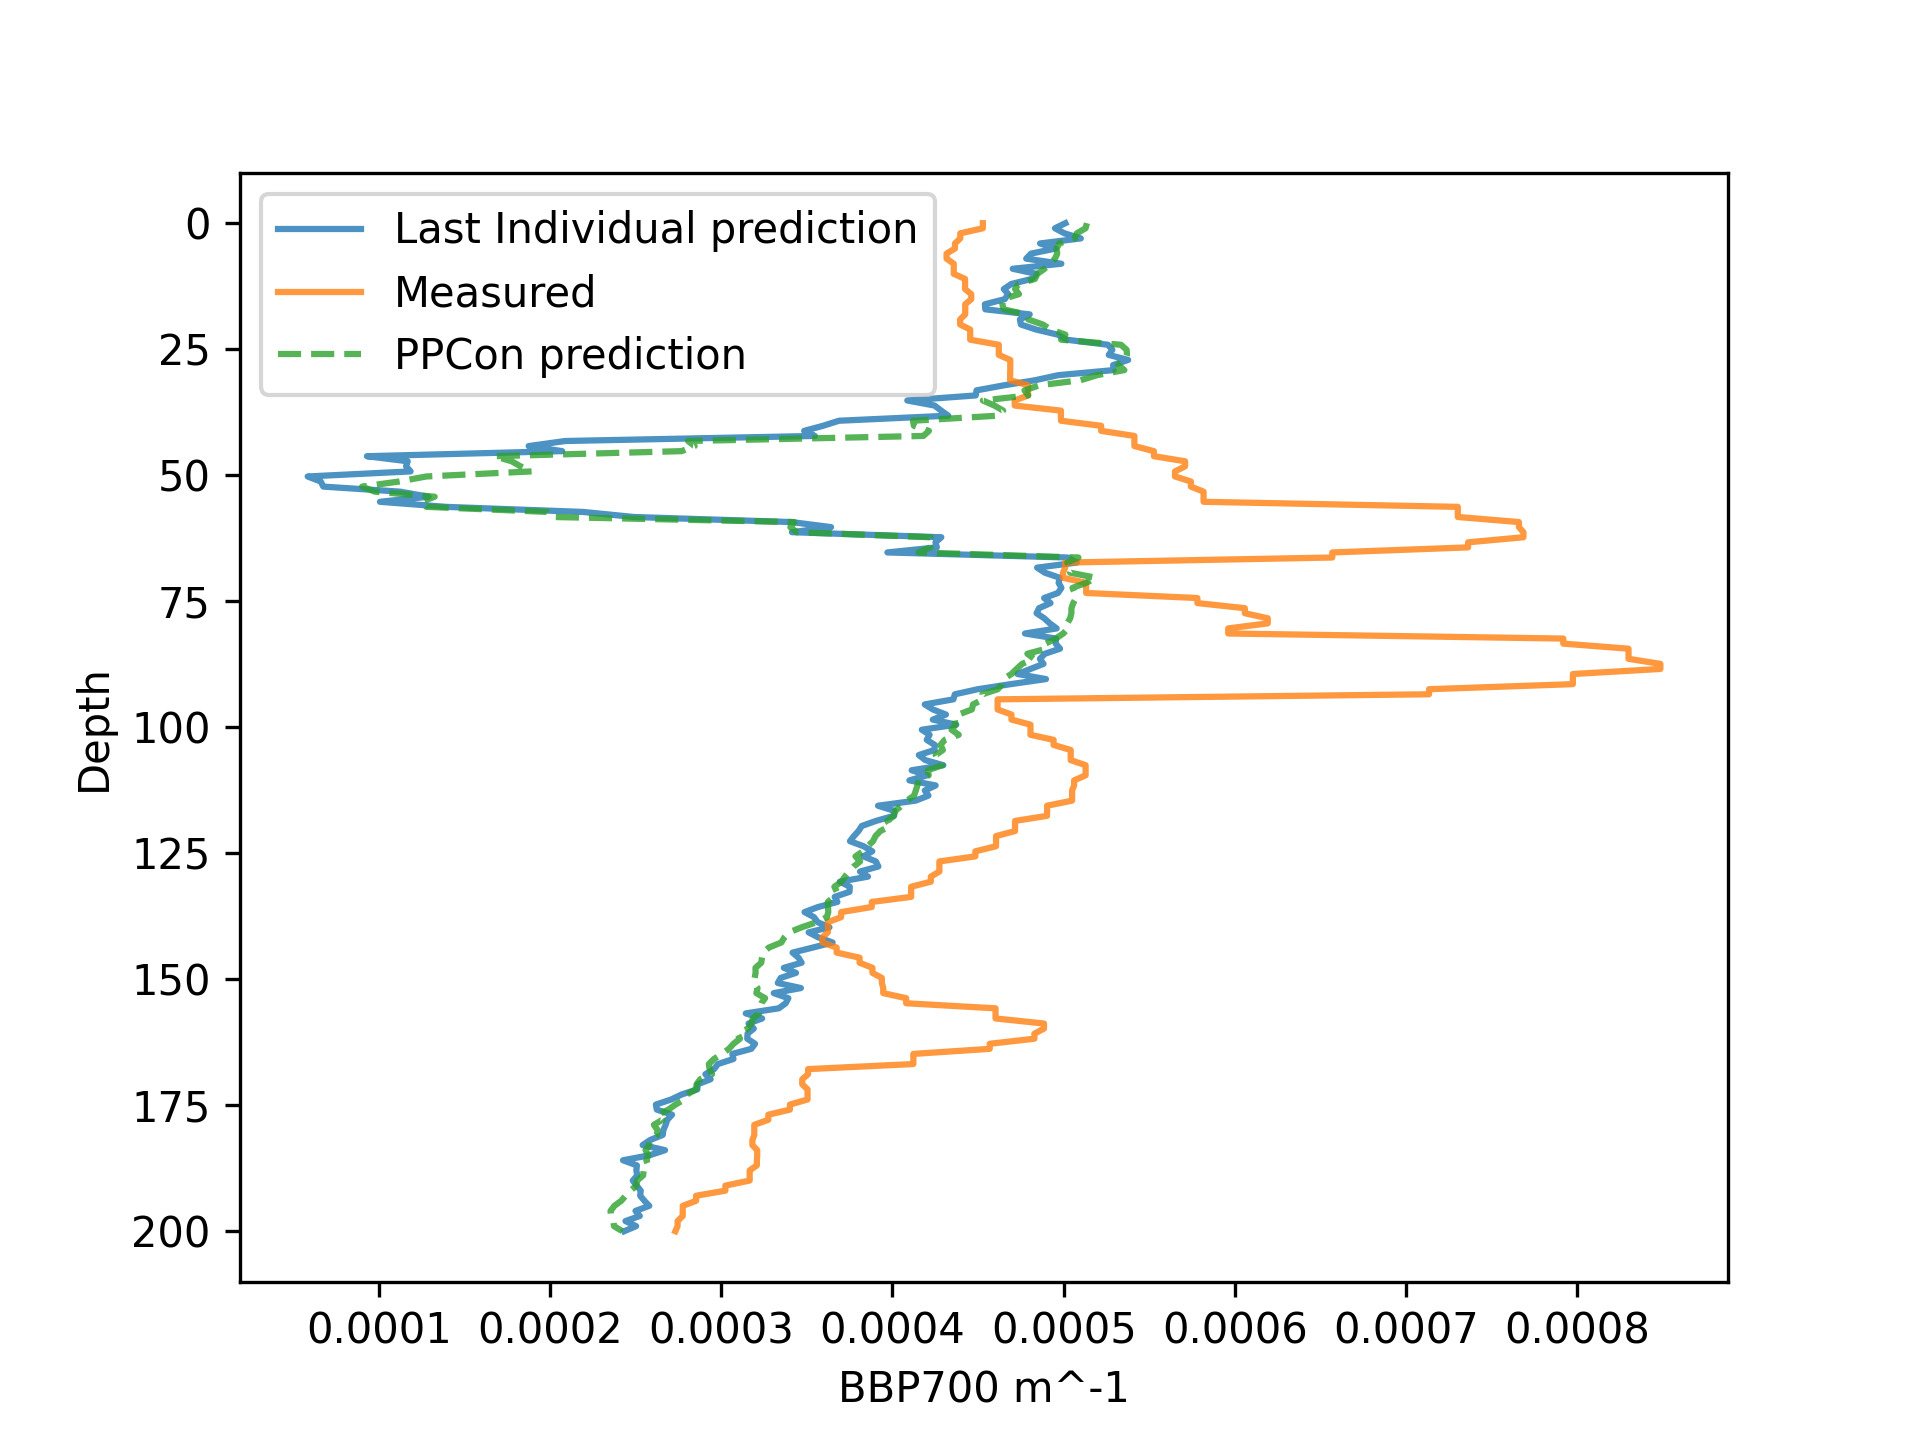 Last Individual prediction
Measured
PPCon prediction
0
25
50
75
100
125
150
175
200
Depth
0.0001 0.0002 0.0003 0.0004 0.0005 0.0006 0.0007 0.0008
BBP700 m^-1